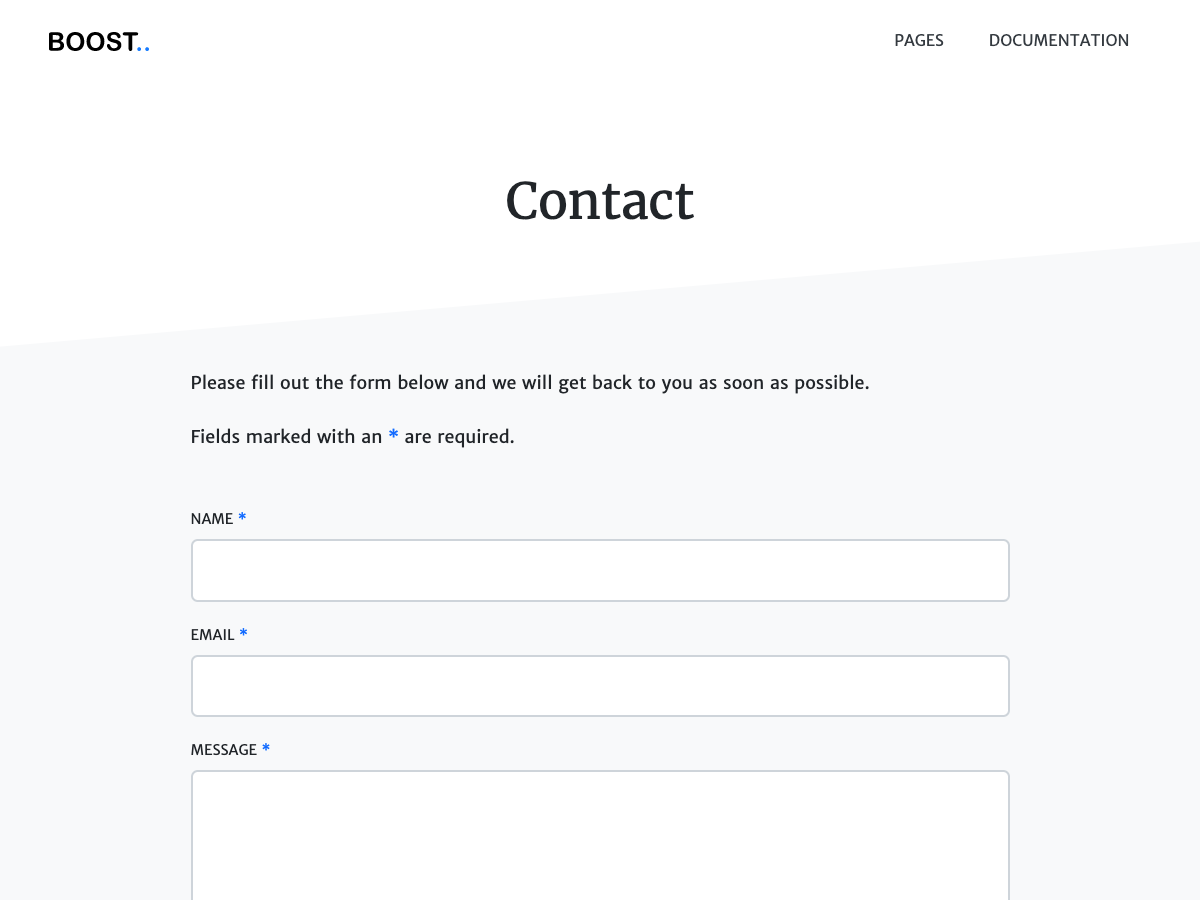 BOOST..
PAGES DOCUMENTATION
Contact
Please fill out the form below and we will get back to you as soon as possible.
Fields marked with an * are required.
NAME *
EMAIL *
MESSAGE *